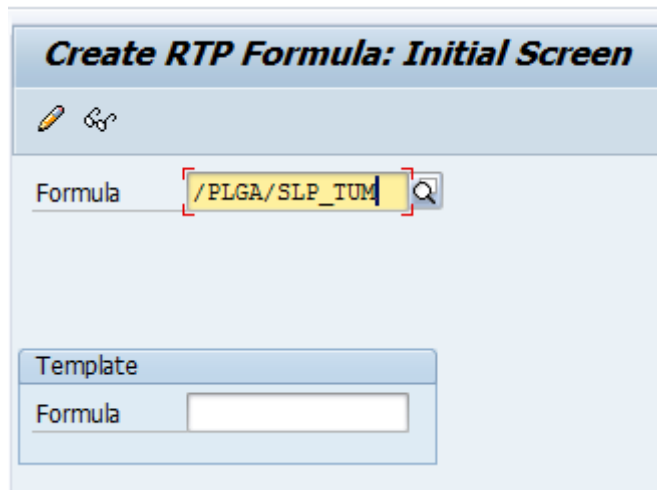 Create RTP Formula: Initial Screen
Formula /PLGA/SLP_TUM
Template
Formula